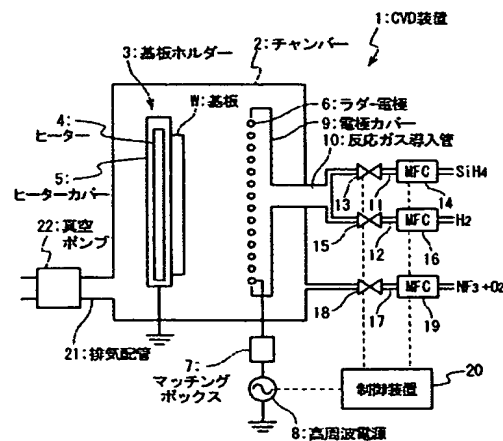 1:CVD装置
2:チャンバー
3:基板ホルダー
W:基板
6:ラダー電極
4:
ヒーター
9:電極カバー
10:反応ガス導入管
5:
ヒーターカバー
MFC
SiH4
13
11
14
22:真空
ポンプ
MFC
H2
15
12
16
MFC
NF3+O2
18
17
19
21:排気配管
7:
マッチング
ボックス
制御装置
20
8:高周波電源